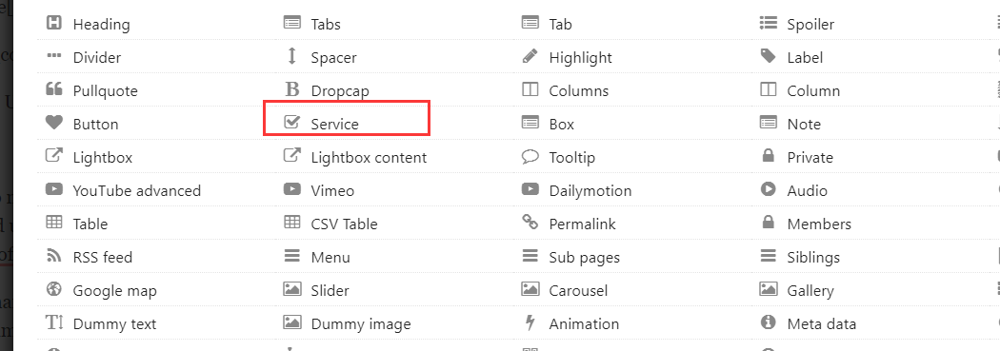 Heading Tabs Tab Spoiler
Divider Spacer Highlight Label
Pullquote Dropcap Columns Column
Button Service Box Note
Lightbox Lightbox content Tooltip Private
YouTube advanced Vimeo Dailymotion Audio
Table CSV Table Permalink Members
RSS feed Menu Sub pages Siblings
Google map Slider Carousel Gallery
Dummy text Dummy image Animation Meta data